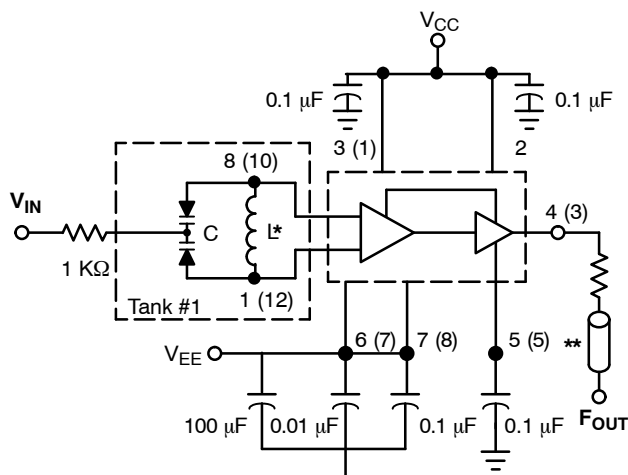 VCC
0.1 μF
0.1 μF
3 (1)
2
8 (10)
VIN
C
L*
4 (3)
1 KΩ
1 (12)
Tank #1
6 (7)
7 (8)
5 (5)
**
VEE
100 μF
0.01 μF
0.1 μF
0.1 μF
FOUT